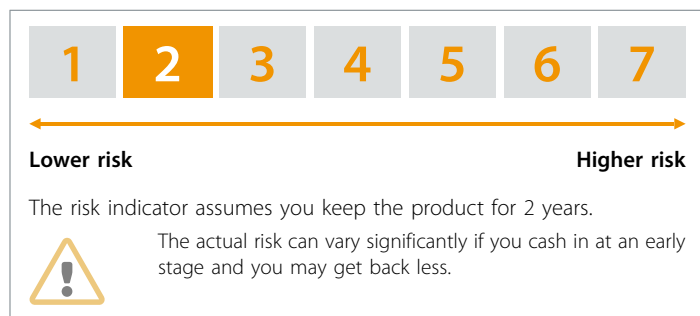 1 2 3 4 5 6 7
Lower risk Higher risk
The risk indicator assumes you keep the product for 2 years.
The actual risk can vary significantly if you cash in at an early
stage and you may get back less.
!